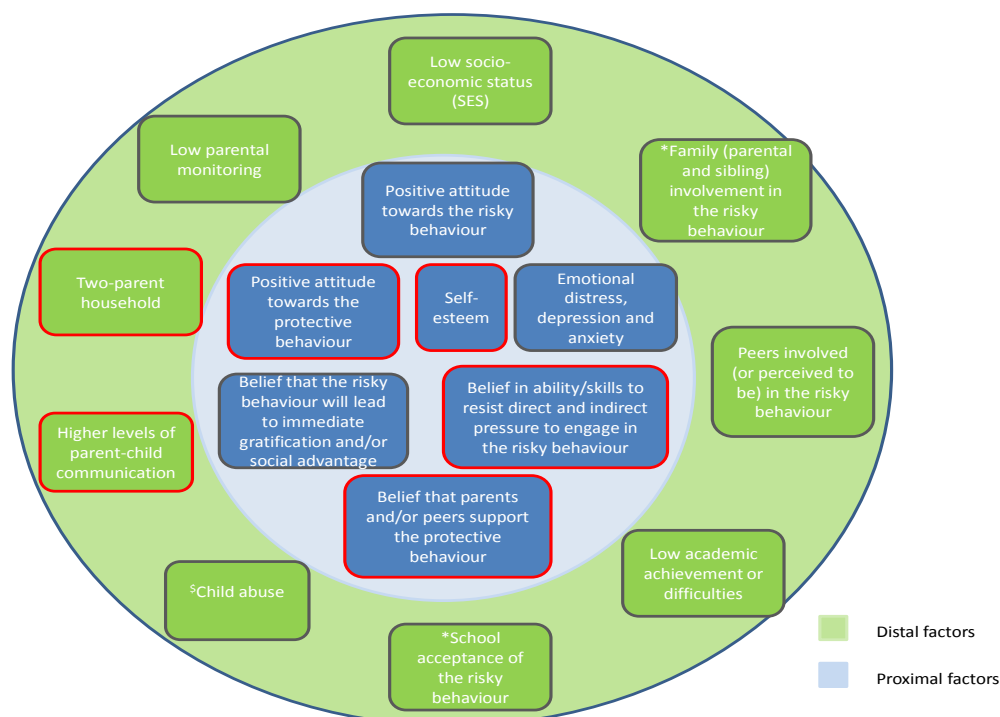 Low socio-
economic status
(SES)
Low parental
monitoring
*Family (parental
and sibling)
involvement in
the risky
behaviour
Positive attitude
towards the risky
behaviour
Two-parent
household
Positive attitude
towards the
protective
behaviour
Self-
esteem
Emotional
distress,
depression and
anxiety
Peers involved
(or perceived to
be) in the risky
behaviour
Belief that the risky
behaviour will lead
to immediate
gratification and/or
social advantage
Belief in ability/skills to
resist direct and indirect
pressure to engage in
the risky behaviour
Higher levels of
parent-child
communication
Belief that parents
and/or peers support
the protective
behaviour
Low academic
achievement or
difficulties
$Child abuse
*School
acceptance of
the risky
behaviour
Distal factors
Proximal factors